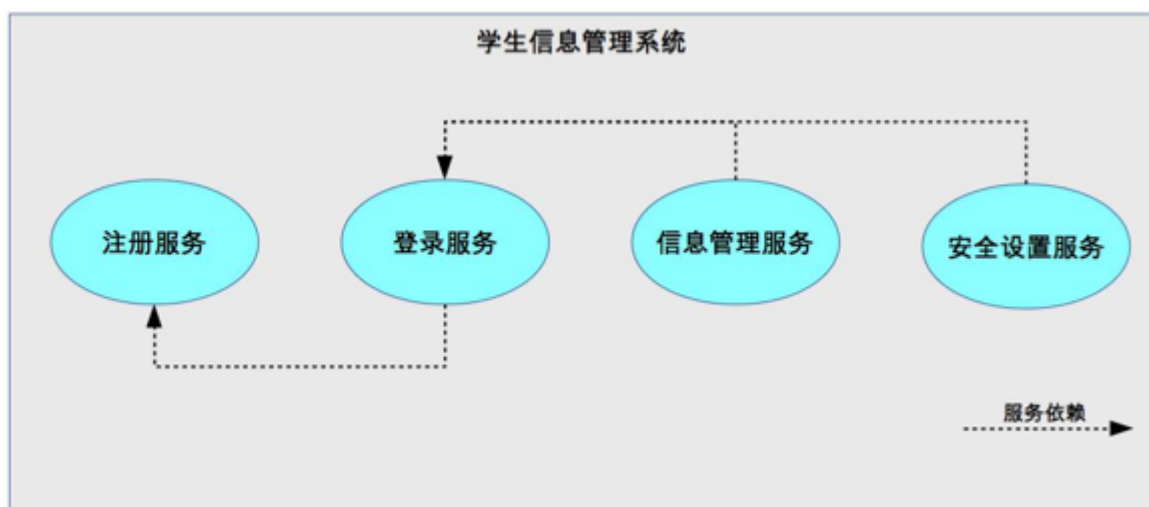 学生信息管理系统
注册服务
登录服务
信息管理服务
安全设置服务
服务依赖